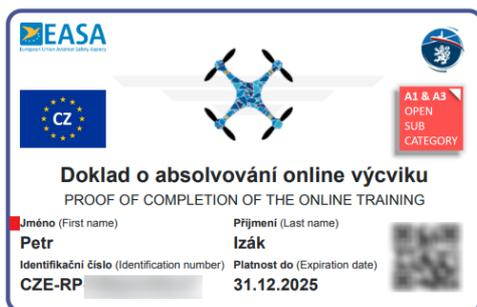 EASA
European Union Aviation Safety Agency
CZ
A1 & A3
OPEN
SUB
CATEGORY
Doklad o absolvování online výcviku
PROOF OF COMPLETION OF THE ONLINE TRAINING
Jméno (First name) Příjmení (Last name)
Petr Izák
Identifikační číslo (Identification number) Platnost do (Expiration date)
CZE-RP 31.12.2025